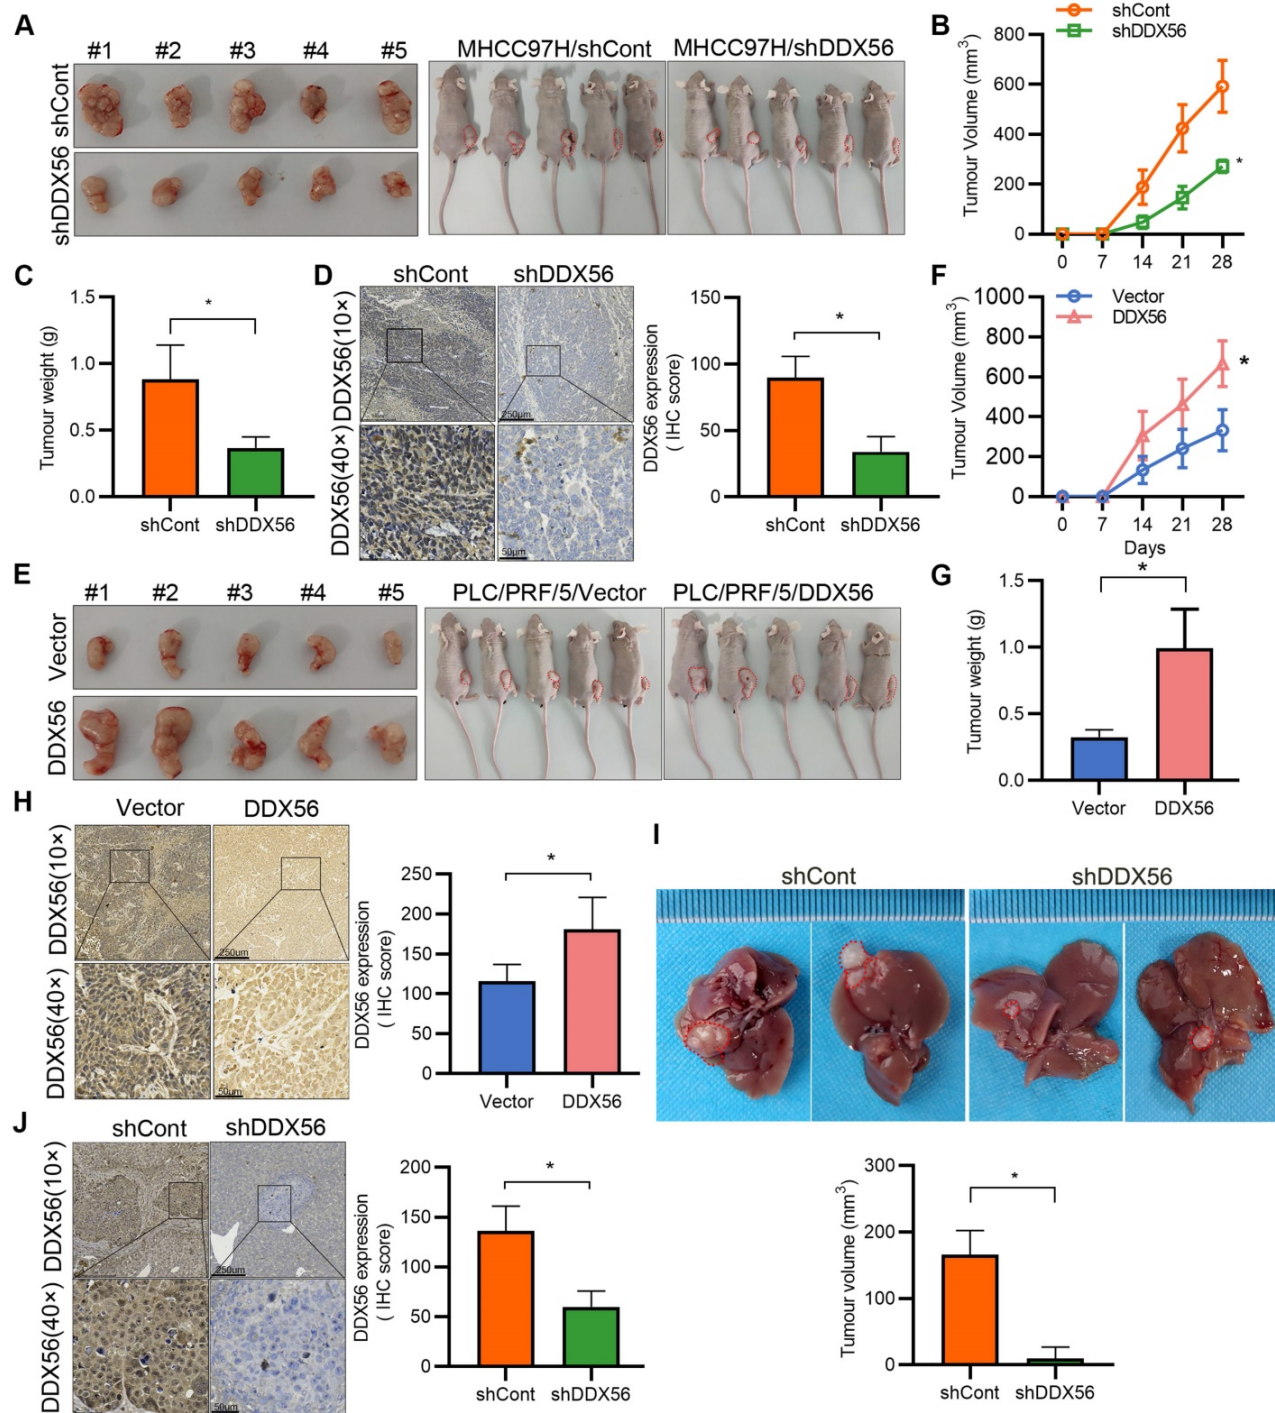 A
#1 #2 #3 #4 #5
shCont
shDDX56
MHCC97H/shCont
MHCC97H/shDDX56
B
shCont
shDDX56
Tumour Volume (mm³)
800
600
400
200
0
0 7 14 21 28
*
C
Tumour weight (g)
1.5
1.0
0.5
0.0
*
shCont shDDX56
D
shCont shDDX56
DDX56(10×)
DDX56(40×)
250μm
50μm
DDX56 expression
( IHC score)
150
100
50
0
*
shCont shDDX56
F
Vector
DDX56
Tumour Volume (mm³)
1000
800
600
400
200
0
0 7 14 21 28
Days
*
E
#1 #2 #3 #4 #5
Vector
DDX56
PLC/PRF/5/Vector
PLC/PRF/5/DDX56
G
Tumour weight (g)
1.5
1.0
0.5
0.0
*
Vector DDX56
H
Vector DDX56
DDX56(10×)
DDX56(40×)
250um
50um
DDX56 expression
( IHC score)
250
200
150
100
50
0
*
Vector DDX56
I
shCont shDDX56
Tumour volume (mm³)
300
200
100
0
*
shCont shDDX56
J
shCont shDDX56
DDX56(10×)
DDX56(40×)
250um
50um
DDX56 expression
( IHC score)
200
150
100
50
0
*
shCont shDDX56